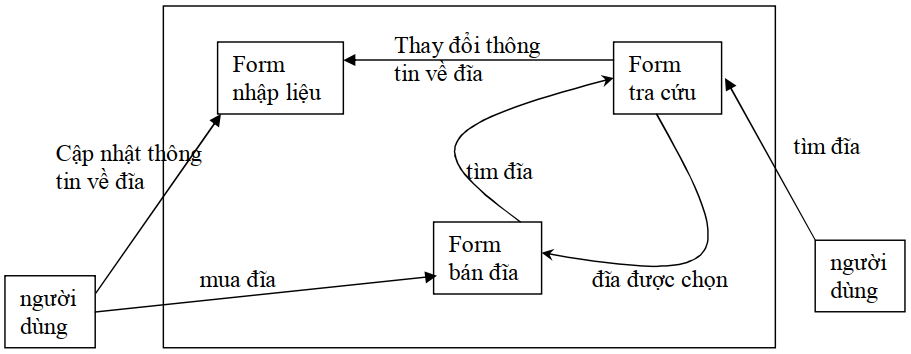 Form
nhập liệu
Thay đổi thông
tin về đĩa
Form
tra cứu
Cập nhật thông
tin về đĩa
tìm đĩa
tìm đĩa
Form
bán đĩa
mua đĩa
đĩa được chọn
người
dùng
người
dùng